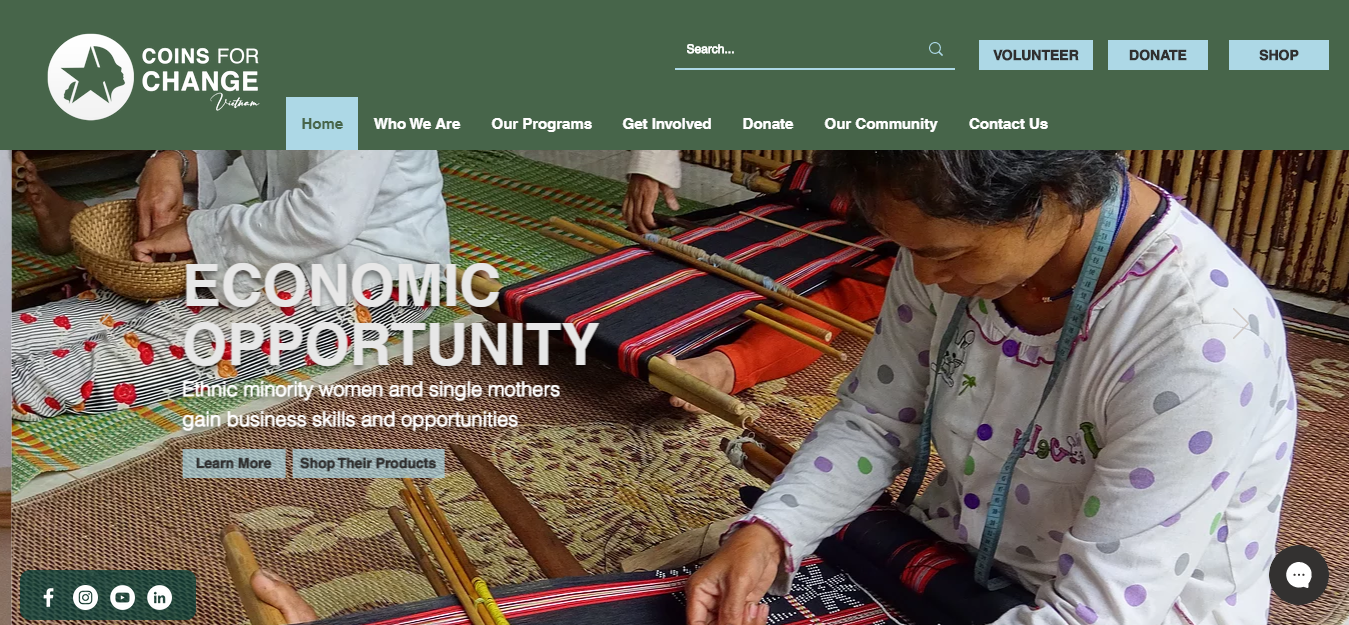 COINS FOR
CHANGE
Vietnam
Search...
VOLUNTEER
DONATE
SHOP
Home
Who We Are
Our Programs
Get Involved
Donate
Our Community
Contact Us
ECONOMIC
OPPORTUNITY
Ethnic minority women and single mothers
gain business skills and opportunities
Learn More
Shop Their Products